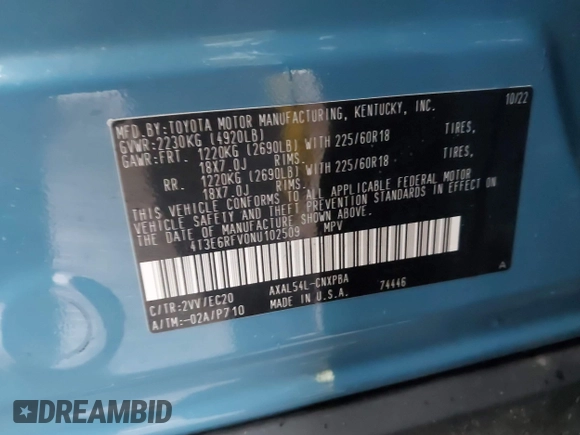 MFD.BY:TOYOTA MOTOR MANUFACTURING, KENTUCKY, INC. 10/22
GVWR:2230KG (4920LB)
GAWR:FRT. 1220KG (2690LB) WITH 225/60R18 TIRES,
18X7.0J RIMS.
RR. 1220KG (2690LB) WITH 225/60R18 TIRES,
18X7.0J RIMS.
THIS VEHICLE CONFORMS TO ALL APPLICABLE FEDERAL MOTOR
VEHICLE SAFETY AND THEFT PREVENTION STANDARDS IN EFFECT ON
THE DATE OF MANUFACTURE SHOWN ABOVE.
4T3E6RFV0NU102509 MPV
C/TR:2VV/EC20 AXAL54L-CNXPBA 74446 A
A/TM:-02A/P710 MADE IN U.S.A.
DREAMBID